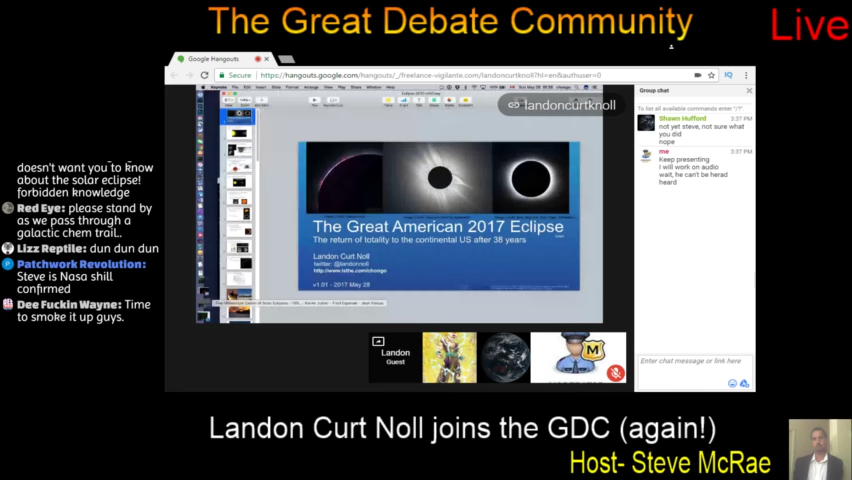 The Great Debate Community
Live
Google Hangouts
Secure
https://hangouts.google.com/hangouts/_/freelance-vigilante.com/landoncurtknoll?hl=en&authuser=0
landoncurtknoll
Group chat
To list all available commands enter "/?"
Shawn Hufford
3:37 PM
not yet steve, not sure what
you did
nope
me
3:37 PM
Keep presenting
I will work on audio
wait, he can't be herad
heard
doesn't want you to know
about the solar eclipse!
forbidden knowledge
Red Eye: please stand by
as we pass through a
galactic chem trail..
Lizz Reptile: dun dun dun
Patchwork Revolution:
Steve is Nasa shill
confirmed
Dee Fuckin Wayne: Time
to smoke it up guys.
The Great American 2017 Eclipse
The return of totality to the continental US after 38 years
Landon Curt Noll
twitter: @landonnoll
http://www.isthe.com/chongo
v1.01 - 2017 May 28
Landon
Guest
M
Enter chat message or link here
Landon Curt Noll joins the GDC (again!)
Host- Steve McRae